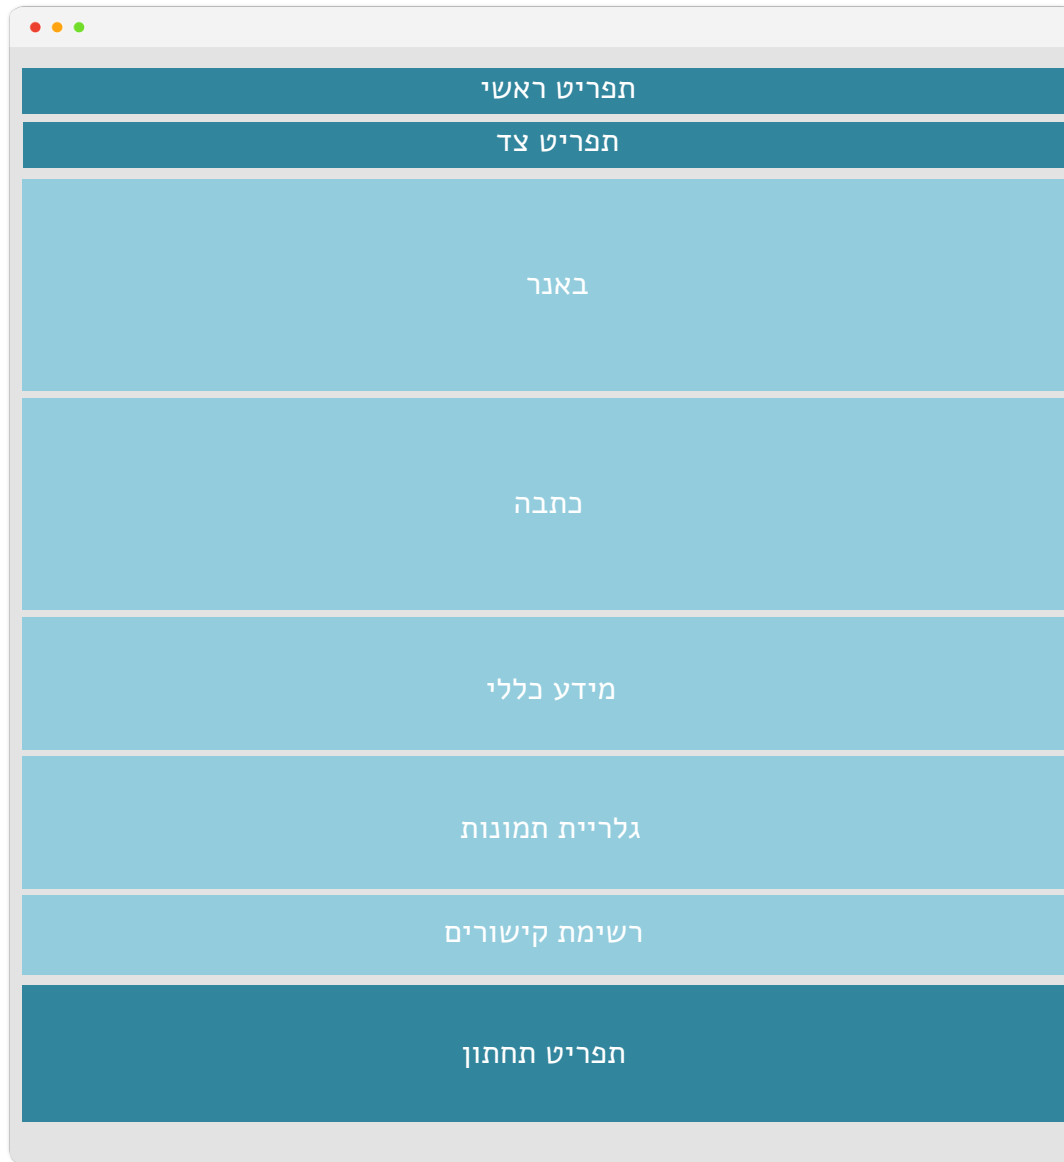 תפריט ראשי
תפריט צד
באנר
כתבה
מידע כללי
גלריית תמונות
רשימת קישורים
תפריט תחתון